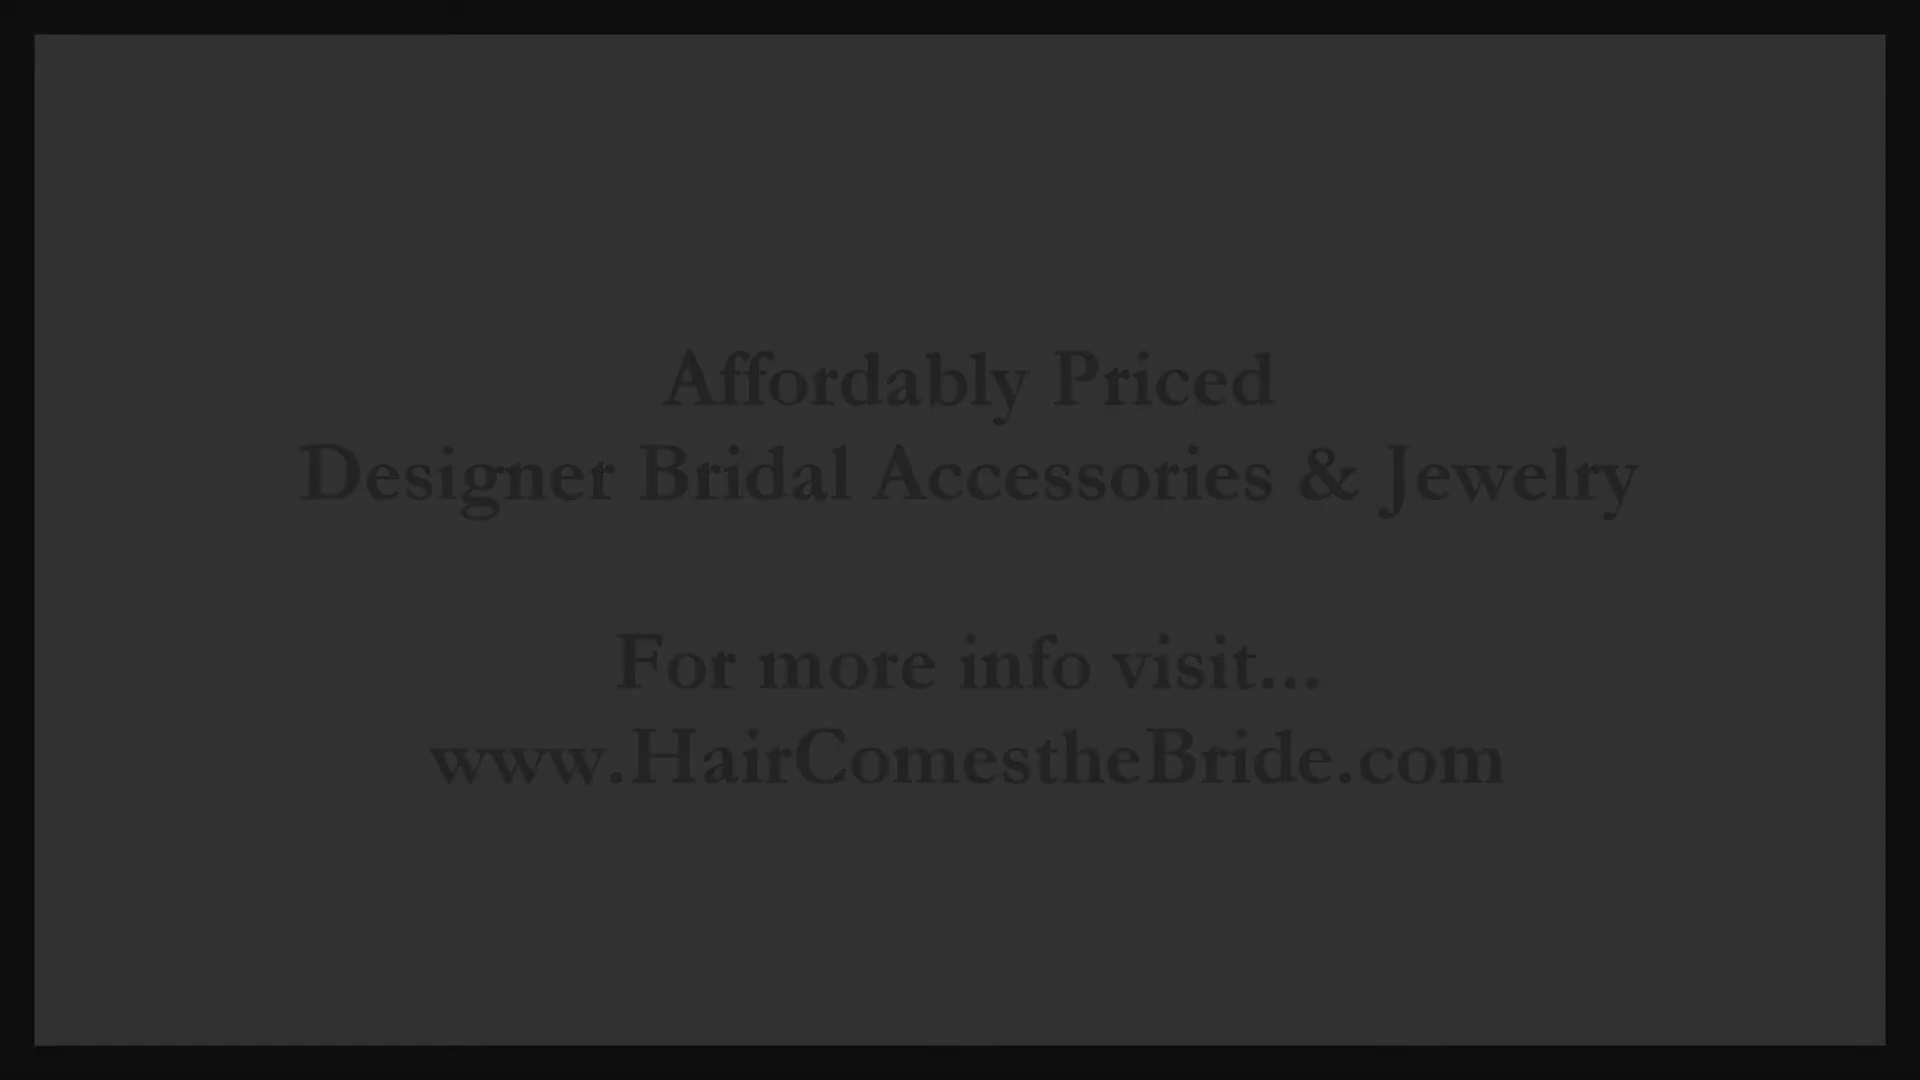 Affordably Priced
Designer Bridal Accessories & Jewelry
For more info visit...
www.HairComestheBride.com